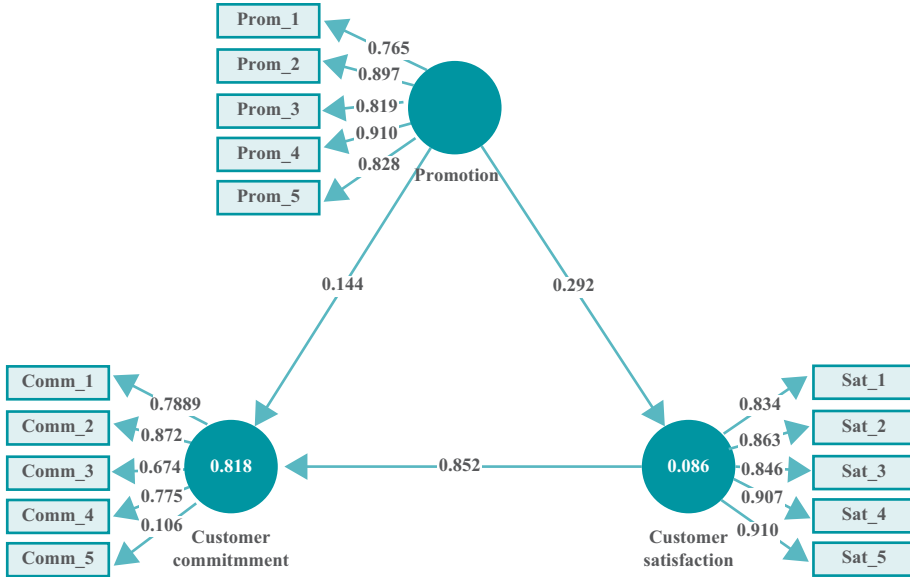 Prom_1
0.765
Prom_2
0.897
Prom_3
0.819
Prom_4
0.910
Prom_5
0.828
Promotion
0.144
0.292
Comm_1
0.7889
Comm_2
0.872
Comm_3
0.674
Comm_4
0.775
Comm_5
0.106
0.818
Customer
commitmment
0.852
0.086
Customer
satisfaction
Sat_1
0.834
Sat_2
0.863
Sat_3
0.846
Sat_4
0.907
Sat_5
0.910